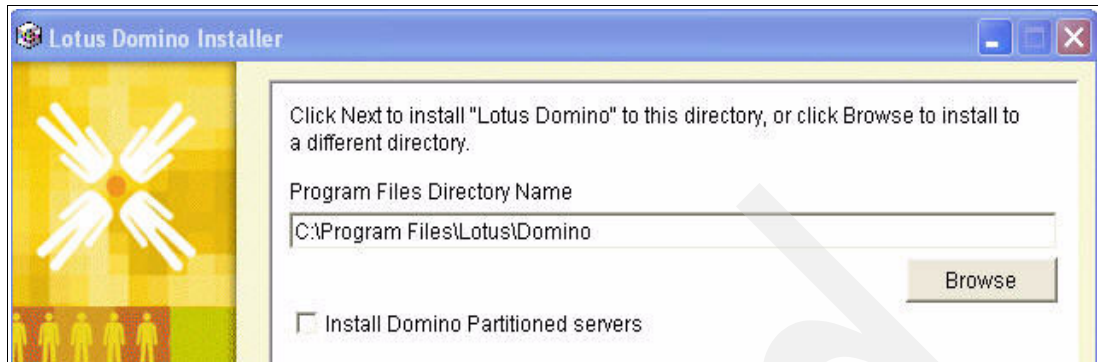 Lotus Domino Installer
Click Next to install "Lotus Domino" to this directory, or click Browse to install to
a different directory.
Program Files Directory Name
C:\Program Files\Lotus\Domino
Browse
Install Domino Partitioned servers